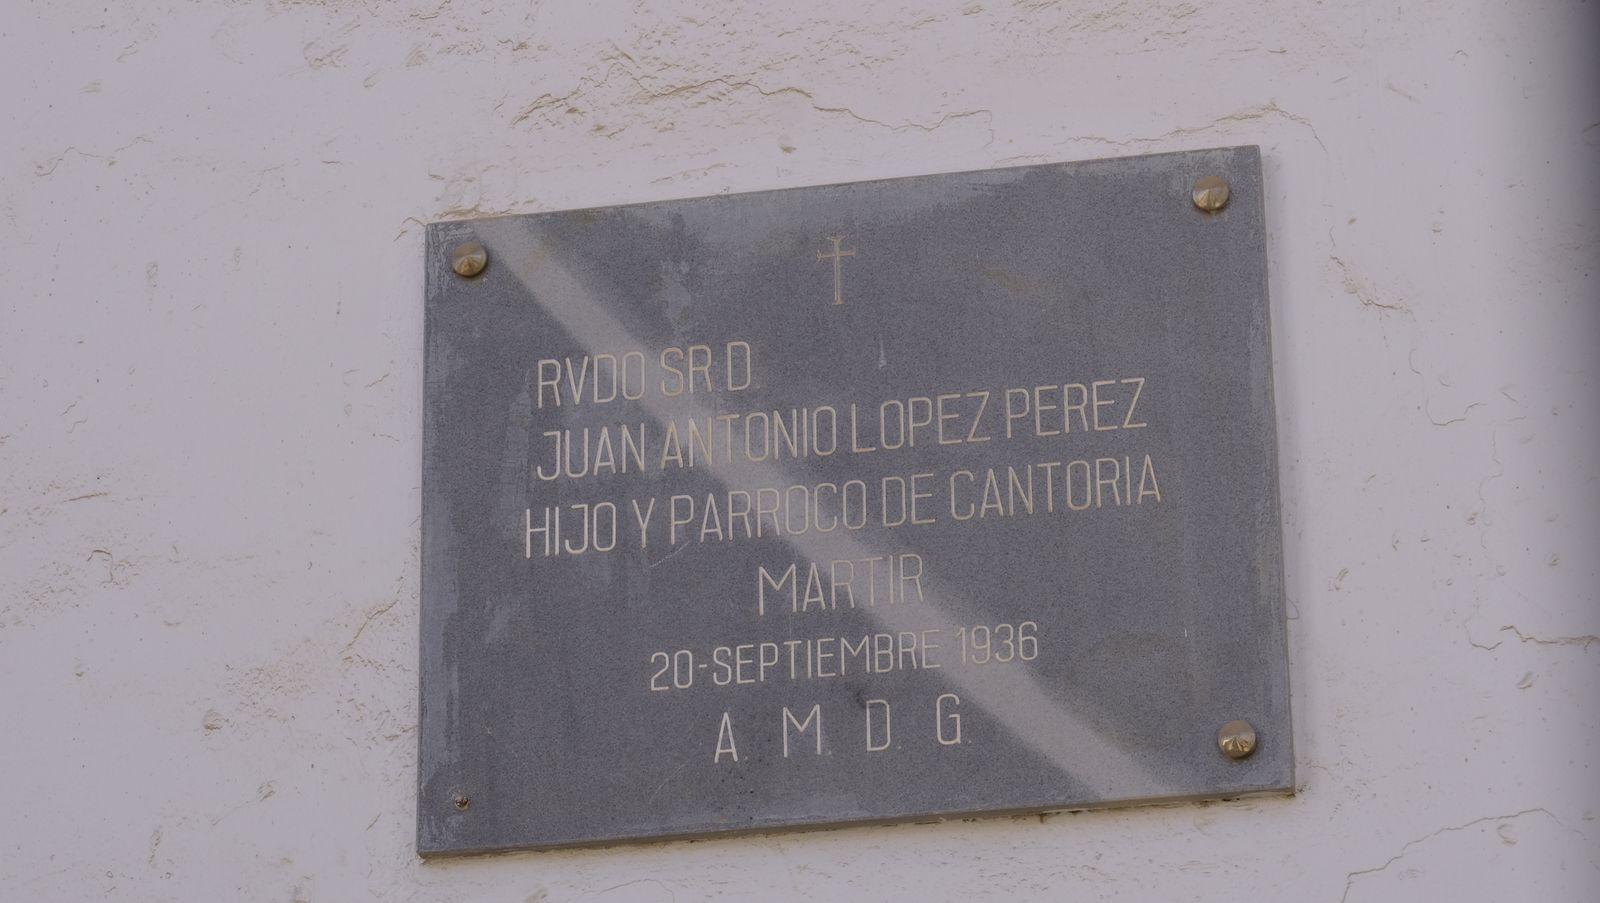 RVDO SR.D.
JUAN ANTONIO LOPEZ PEREZ
HIJO Y PARROCO DE CANTORIA
MARTIR
20-SEPTIEMBRE 1936
A. M. D. G.